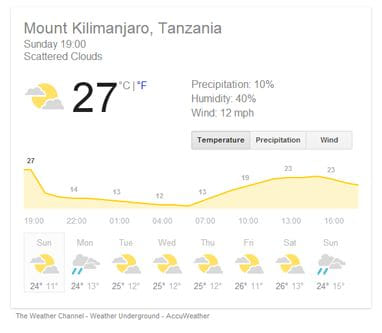 Mount Kilimanjaro, Tanzania
Sunday 19:00
Scattered Clouds
27 °C | °F
Precipitation: 10%
Humidity: 40%
Wind: 12 mph
Temperature Precipitation Wind
27 14 13 12 13 19 23 23
19:00 22:00 01:00 04:00 07:00 10:00 13:00 16:00
Sun Mon Tue Wed Thu Fri Sat Sun
24° 11° 24° 13° 25° 12° 25° 12° 25° 12° 26° 11° 26° 13° 24° 15°
The Weather Channel - Weather Underground - AccuWeather